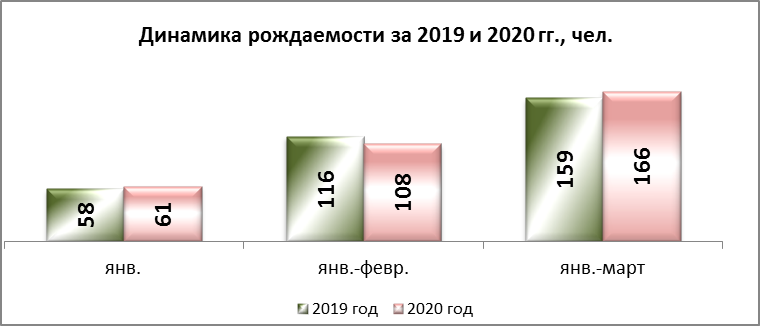 Динамика рождаемости за 2019 и 2020 гг., чел.
58 61 116 108 159 166
янв. янв.-февр. янв.-март
2019 год 2020 год